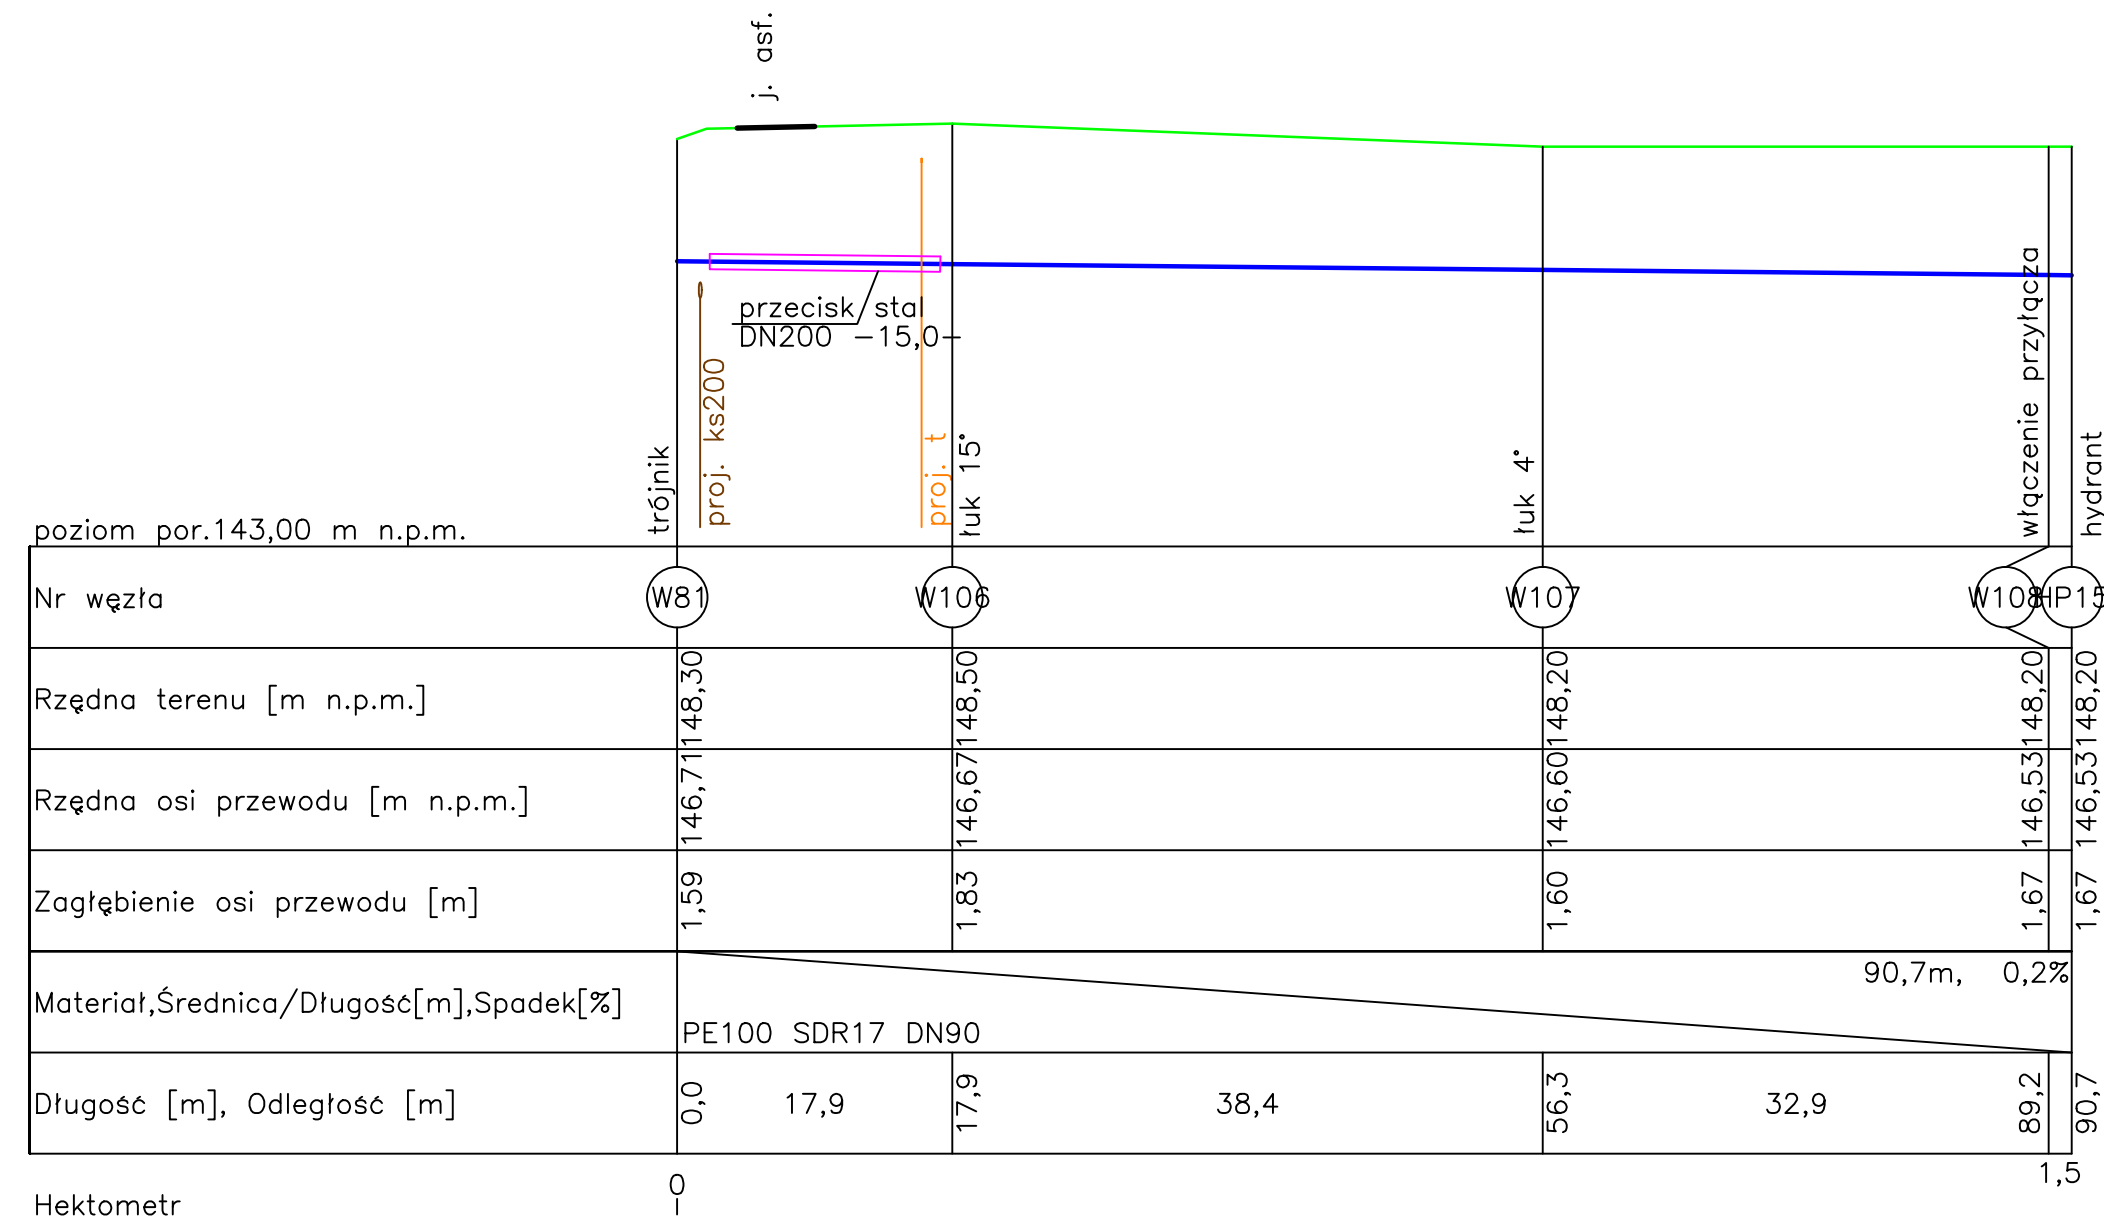 j. asf.
przecisk stal
DN200 -15,0-
trójnik
proj. ks200
proj. t
łuk 15°
łuk 4°
włączenie przyłącza
hydrant
poziom por.143,00 m n.p.m.
Nr węzła
W81
W106
W107
W108
HP15
Rzędna terenu [m n.p.m.]
148,30
148,50
148,20
148,20
148,20
Rzędna osi przewodu [m n.p.m.]
146,71
146,67
146,60
146,53
146,53
Zagłębienie osi przewodu [m]
1,59
1,83
1,60
1,67
1,67
Materiał,Średnica/Długość[m],Spadek[%]
90,7m, 0,2%
PE100 SDR17 DN90
Długość [m], Odległość [m]
0,0
17,9
17,9
38,4
56,3
32,9
89,2
90,7
1,5
Hektometr
0